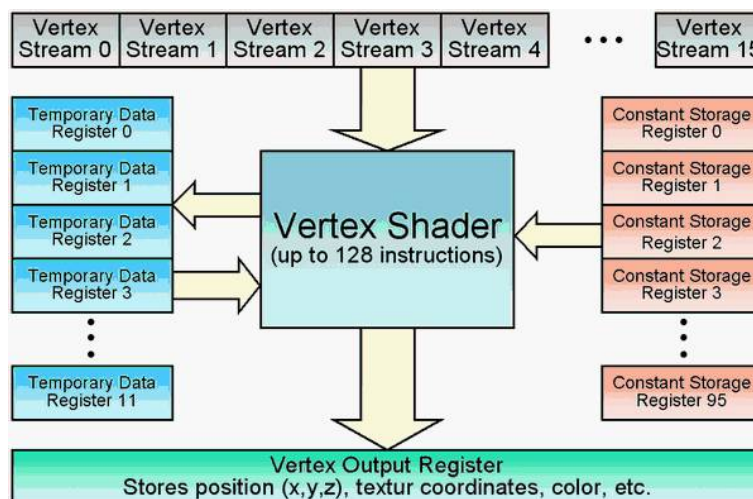 Vertex
Stream 0
Vertex
Stream 1
Vertex
Stream 2
Vertex
Stream 3
Vertex
Stream 4
Vertex
Stream 15
Temporary Data
Register 0
Temporary Data
Register 1
Temporary Data
Register 2
Temporary Data
Register 3
Temporary Data
Register 11
Vertex Shader
(up to 128 instructions)
Constant Storage
Register 0
Constant Storage
Register 1
Constant Storage
Register 2
Constant Storage
Register 3
Constant Storage
Register 95
Vertex Output Register
Stores position (x,y,z), textur coordinates, color, etc.